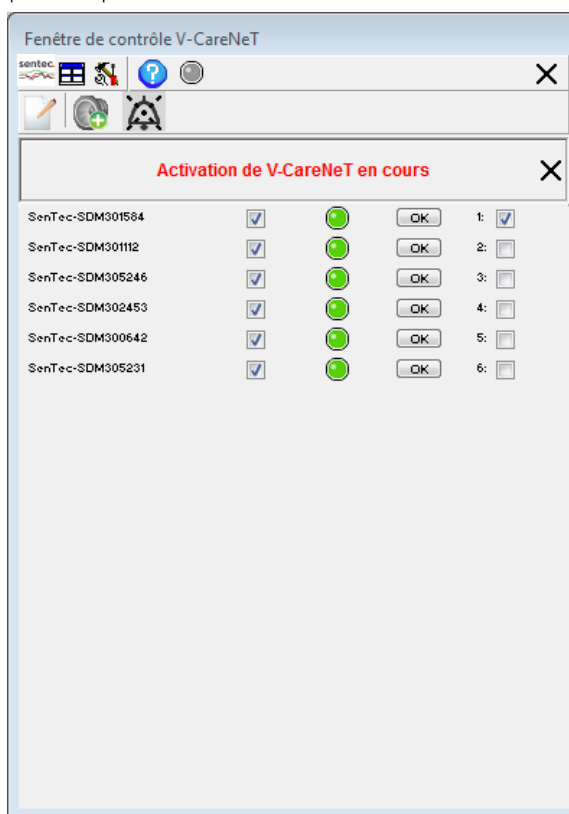 Fenêtre de contrôle V-CareNeT
sentec
?
Activation de V-CareNeT en cours
SenTec-SDM301584 OK 1:
SenTec-SDM301112 OK 2:
SenTec-SDM305246 OK 3:
SenTec-SDM302453 OK 4:
SenTec-SDM300642 OK 5:
SenTec-SDM305231 OK 6: